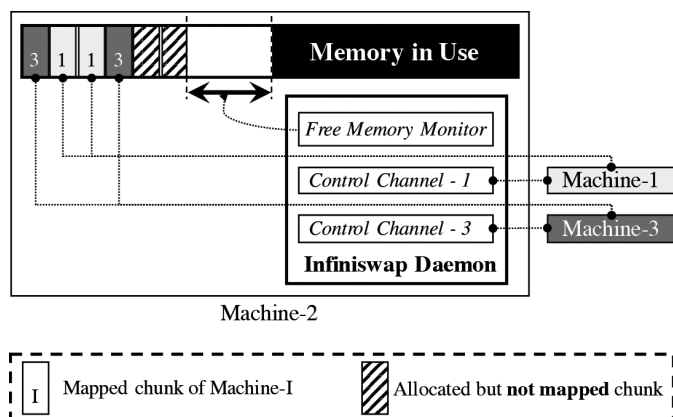 3 1 1 3 Memory in Use
Free Memory Monitor
Control Channel - 1 Machine-1
Control Channel - 3 Machine-3
Infiniswap Daemon
Machine-2
I Mapped chunk of Machine-I Allocated but not mapped chunk